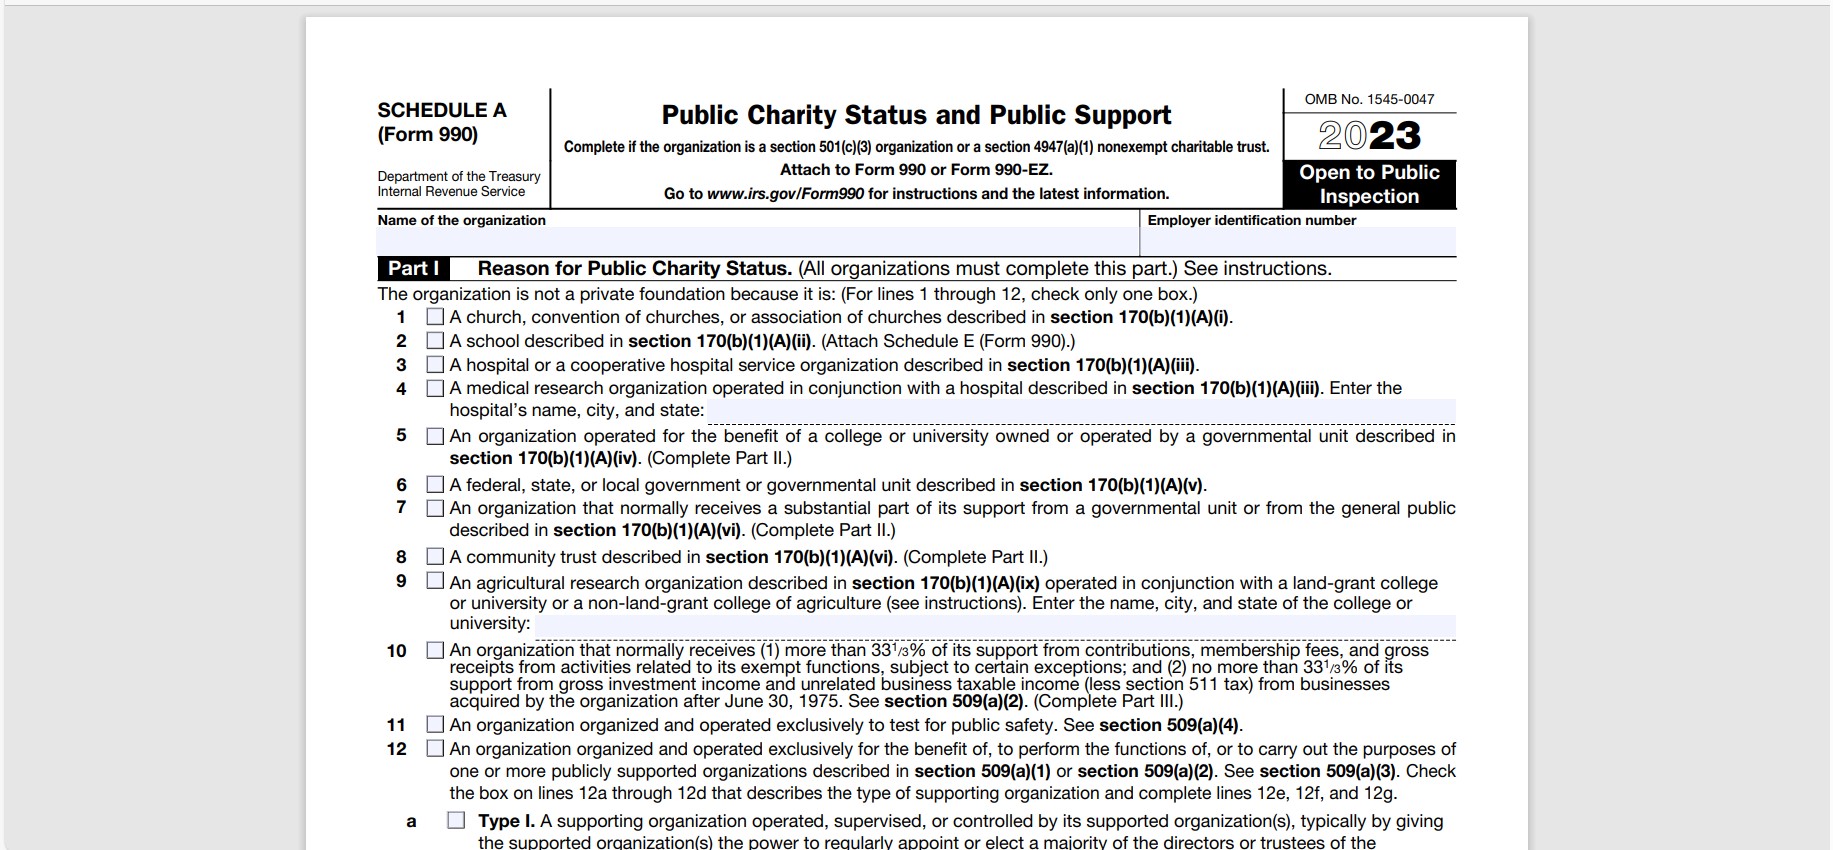 SCHEDULE A
(Form 990)
Department of the Treasury
Internal Revenue Service
Public Charity Status and Public Support
Complete if the organization is a section 501(c)(3) organization or a section 4947(a)(1) nonexempt charitable trust.
Attach to Form 990 or Form 990-EZ.
Go to www.irs.gov/Form990 for instructions and the latest information.
OMB No. 1545-0047
2023
Open to Public
Inspection
Name of the organization
Employer identification number
Part I Reason for Public Charity Status. (All organizations must complete this part.) See instructions.
The organization is not a private foundation because it is: (For lines 1 through 12, check only one box.)
1 A church, convention of churches, or association of churches described in section 170(b)(1)(A)(i).
2 A school described in section 170(b)(1)(A)(ii). (Attach Schedule E (Form 990).)
3 A hospital or a cooperative hospital service organization described in section 170(b)(1)(A)(iii).
4 A medical research organization operated in conjunction with a hospital described in section 170(b)(1)(A)(iii). Enter the
hospital's name, city, and state:
5 An organization operated for the benefit of a college or university owned or operated by a governmental unit described in
section 170(b)(1)(A)(iv). (Complete Part II.)
6 A federal, state, or local government or governmental unit described in section 170(b)(1)(A)(v).
7 An organization that normally receives a substantial part of its support from a governmental unit or from the general public
described in section 170(b)(1)(A)(vi). (Complete Part II.)
8 A community trust described in section 170(b)(1)(A)(vi). (Complete Part II.)
9 An agricultural research organization described in section 170(b)(1)(A)(ix) operated in conjunction with a land-grant college
or university or a non-land-grant college of agriculture (see instructions). Enter the name, city, and state of the college or
university:
10 An organization that normally receives (1) more than 33 1/3% of its support from contributions, membership fees, and gross
receipts from activities related to its exempt functions, subject to certain exceptions; and (2) no more than 33 1/3% of its
support from gross investment income and unrelated business taxable income (less section 511 tax) from businesses
acquired by the organization after June 30, 1975. See section 509(a)(2). (Complete Part III.)
11 An organization organized and operated exclusively to test for public safety. See section 509(a)(4).
12 An organization organized and operated exclusively for the benefit of, to perform the functions of, or to carry out the purposes of
one or more publicly supported organizations described in section 509(a)(1) or section 509(a)(2). See section 509(a)(3). Check
the box on lines 12a through 12d that describes the type of supporting organization and complete lines 12e, 12f, and 12g.
a Type I. A supporting organization operated, supervised, or controlled by its supported organization(s), typically by giving
the supported organization(s) the power to regularly appoint or elect a majority of the directors or trustees of the